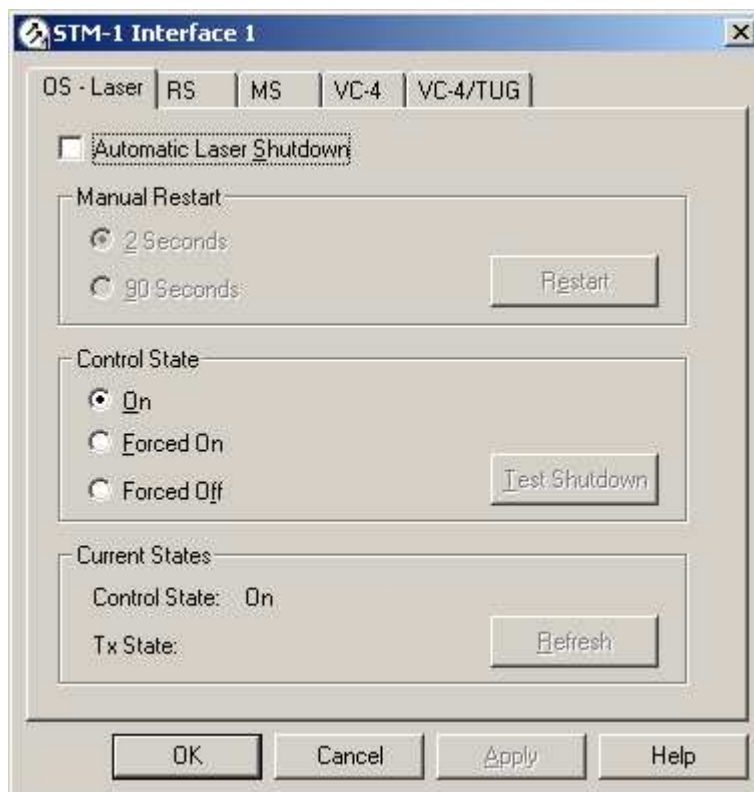 STM-1 Interface 1
OS - Laser RS MS VC-4 VC-4/TUG
Automatic Laser Shutdown
Manual Restart
2 Seconds
90 Seconds
Restart
Control State
On
Forced On
Forced Off
Test Shutdown
Current States
Control State: On
Tx State:
Refresh
OK Cancel Apply Help